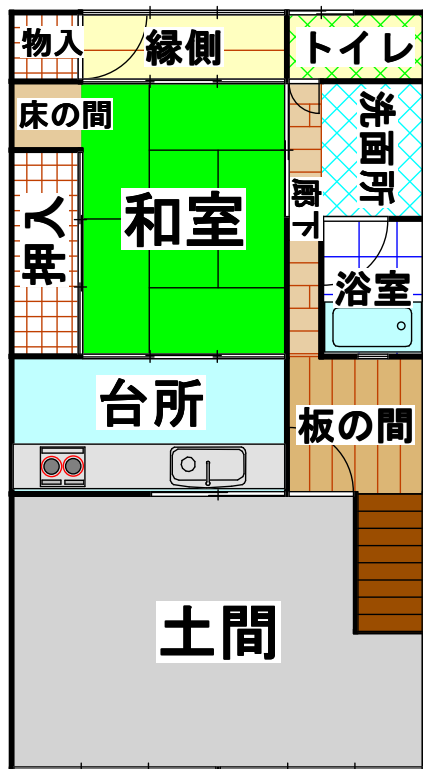 物入
縁側
トイレ
床の間
洗面所
押入
和室
廊下
浴室
台所
板の間
土間